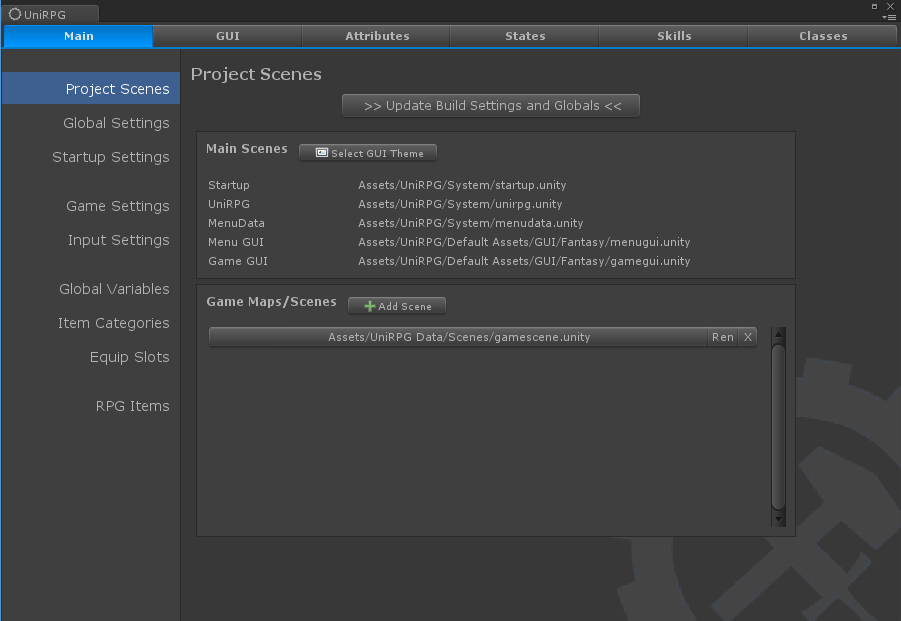 UniRPG
Main GUI Attributes States Skills Classes
Project Scenes
Global Settings
Startup Settings
Game Settings
Input Settings
Global Variables
Item Categories
Equip Slots
RPG Items
Project Scenes
>> Update Build Settings and Globals <<
Main Scenes Select GUI Theme
Startup Assets/UniRPG/System/startup.unity
UniRPG Assets/UniRPG/System/unirpg.unity
MenuData Assets/UniRPG/System/menudata.unity
Menu GUI Assets/UniRPG/Default Assets/GUI/Fantasy/menugui.unity
Game GUI Assets/UniRPG/Default Assets/GUI/Fantasy/gamegui.unity
Game Maps/Scenes Add Scene
Assets/UniRPG Data/Scenes/gamescene.unity Ren X